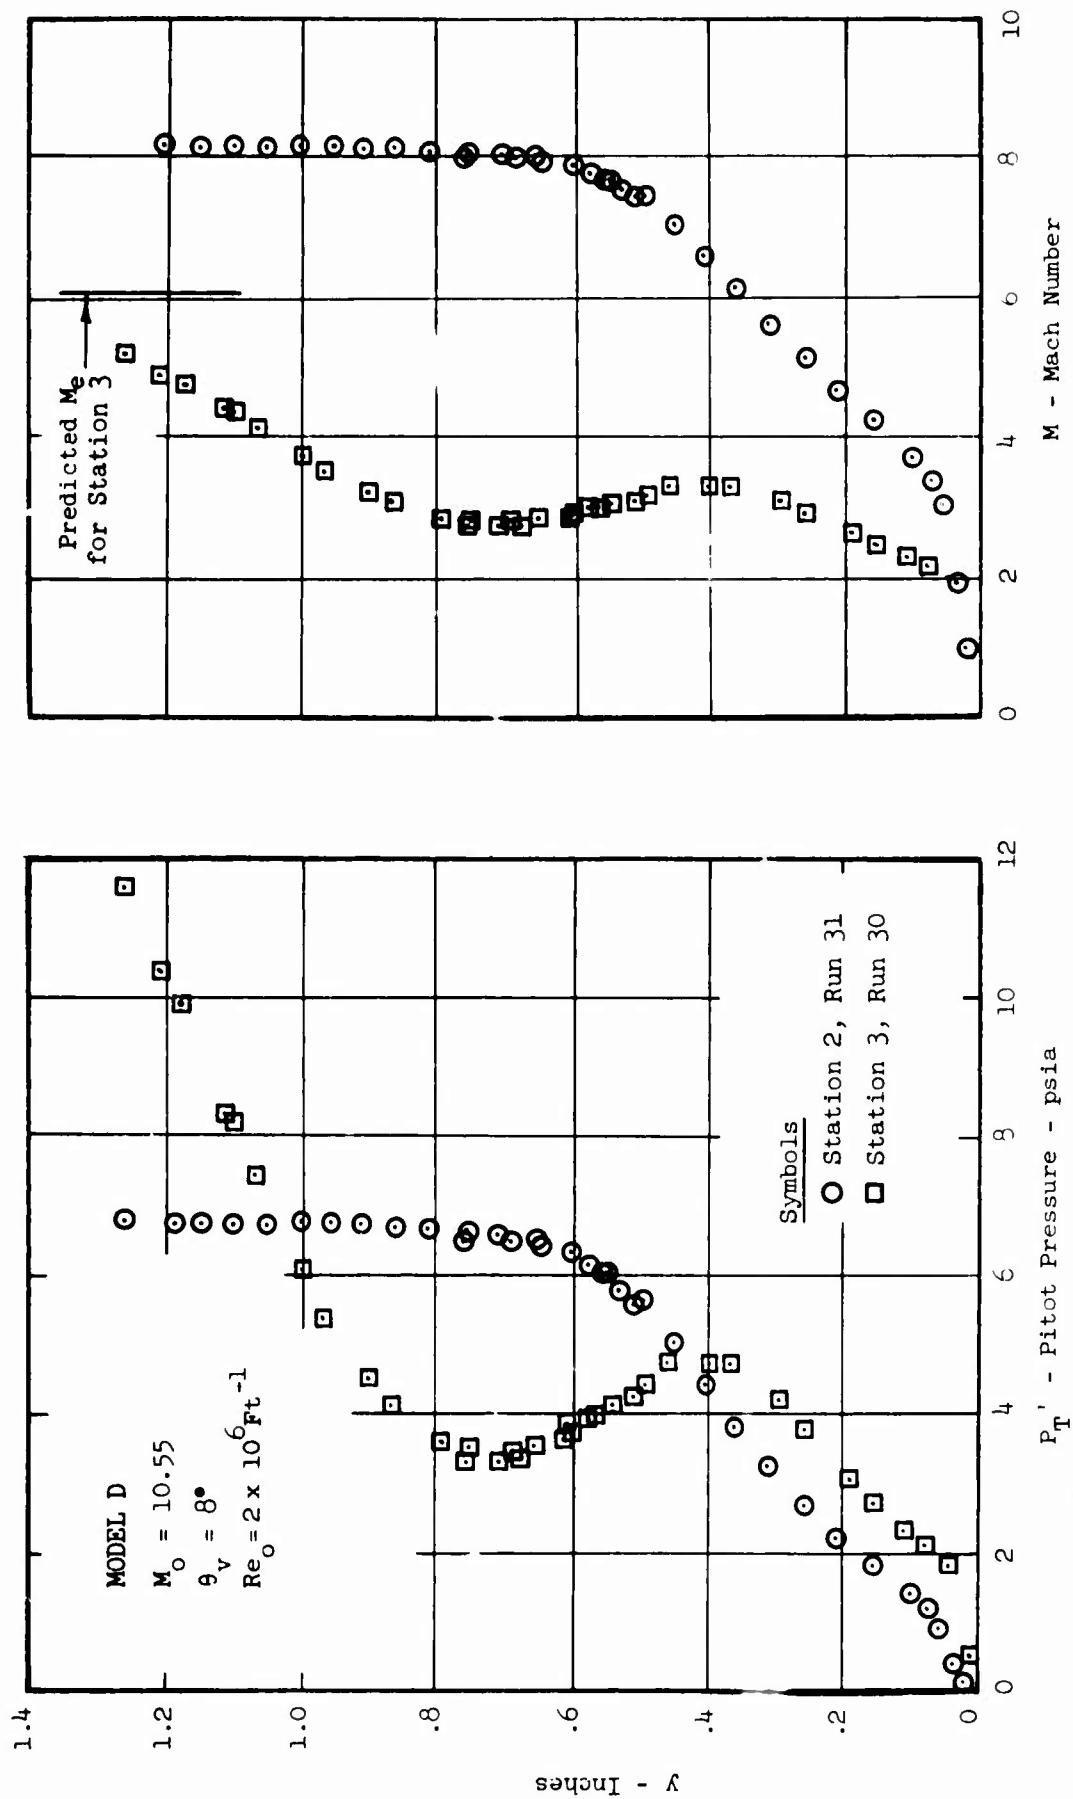 MODEL D
M_o = 10.55
θ_v = 8°
Re_o = 2 x 10^6 Ft^-1
Symbols
○ Station 2, Run 31
□ Station 3, Run 30
y - Inches
1.4
1.2
1.0
.8
.6
.4
.2
0
0 2 4 6 8 10 12
P_T' - Pitot Pressure - psia
Predicted M_e
for Station 3
0 2 4 6 8 10
M - Mach Number